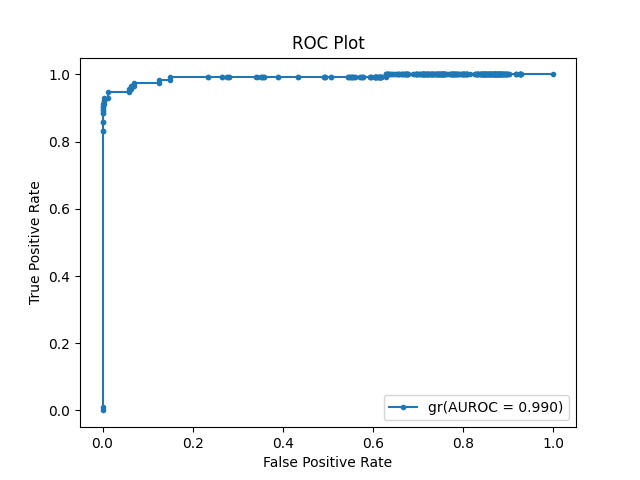 ROC Plot
True Positive Rate
1.0
0.8
0.6
0.4
0.2
0.0
gr(AUROC = 0.990)
0.0 0.2 0.4 0.6 0.8 1.0
False Positive Rate